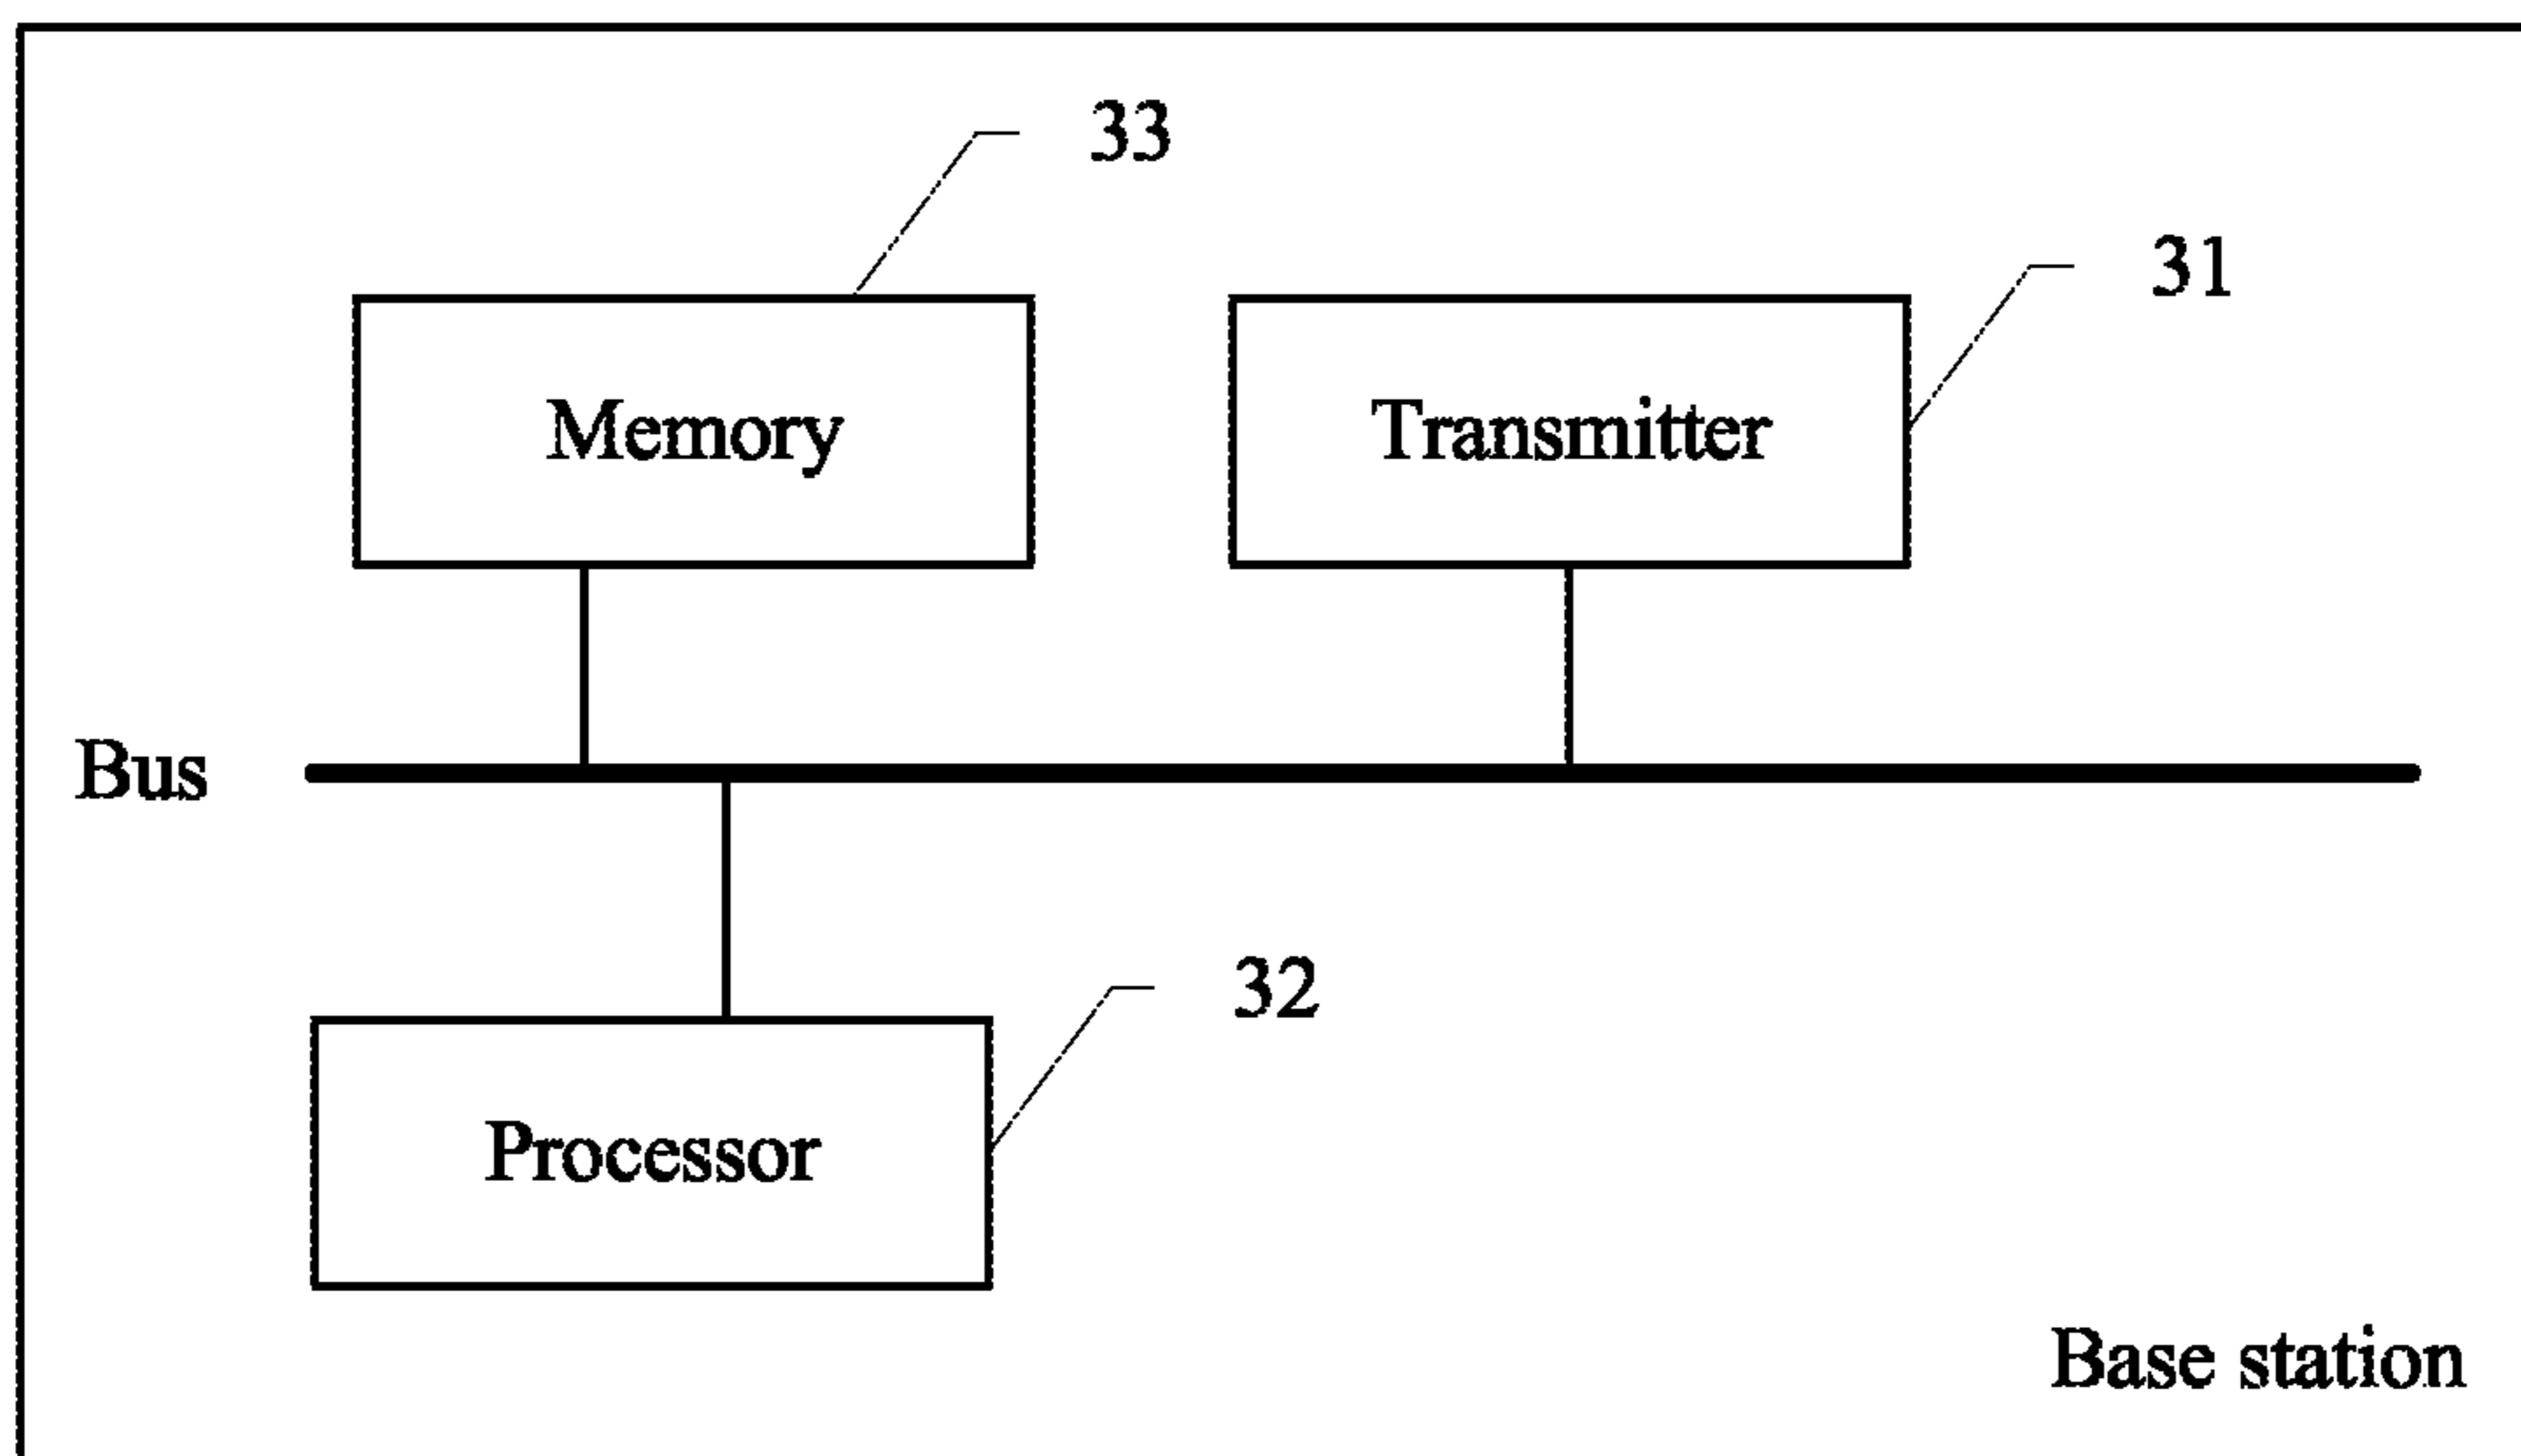 33
31
Memory
Transmitter
Bus
32
Processor
Base station